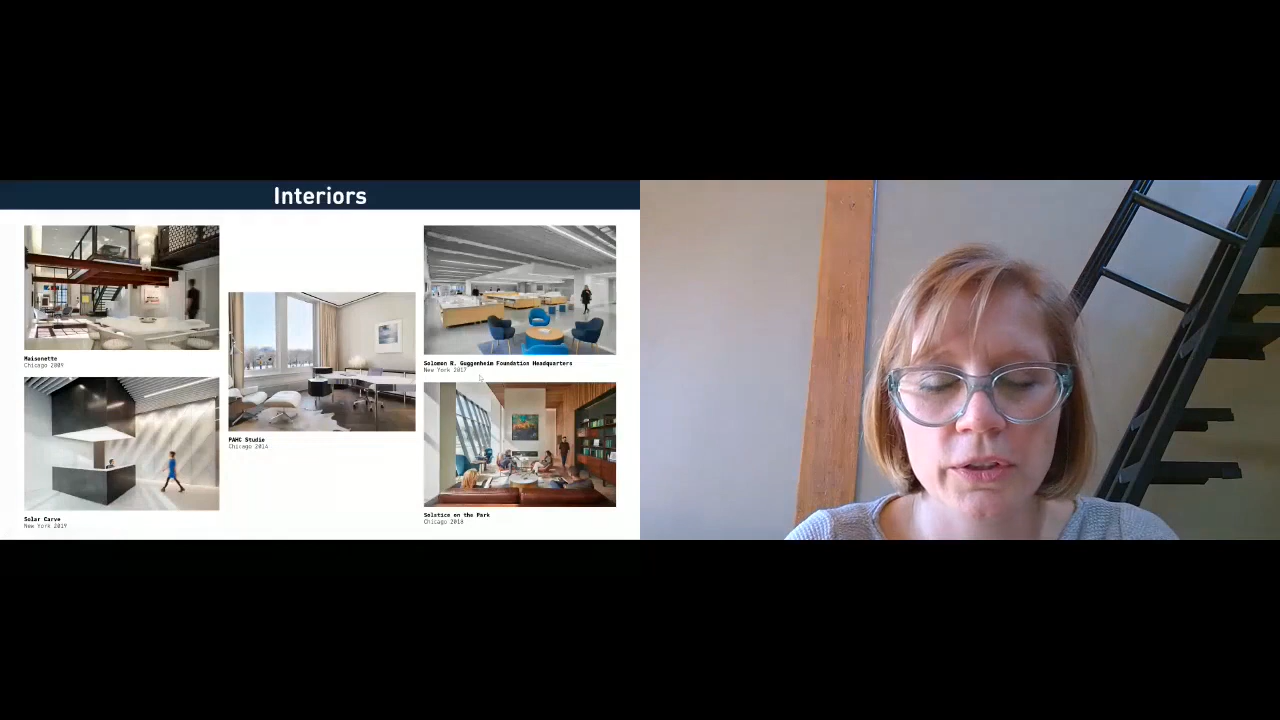 Interiors
Maisonette
Chicago 2009
Solar Carve
New York 2019
PAHC Studio
Chicago 2014
Solomon R. Guggenheim Foundation Headquarters
New York 2017
Solstice on the Park
Chicago 2018